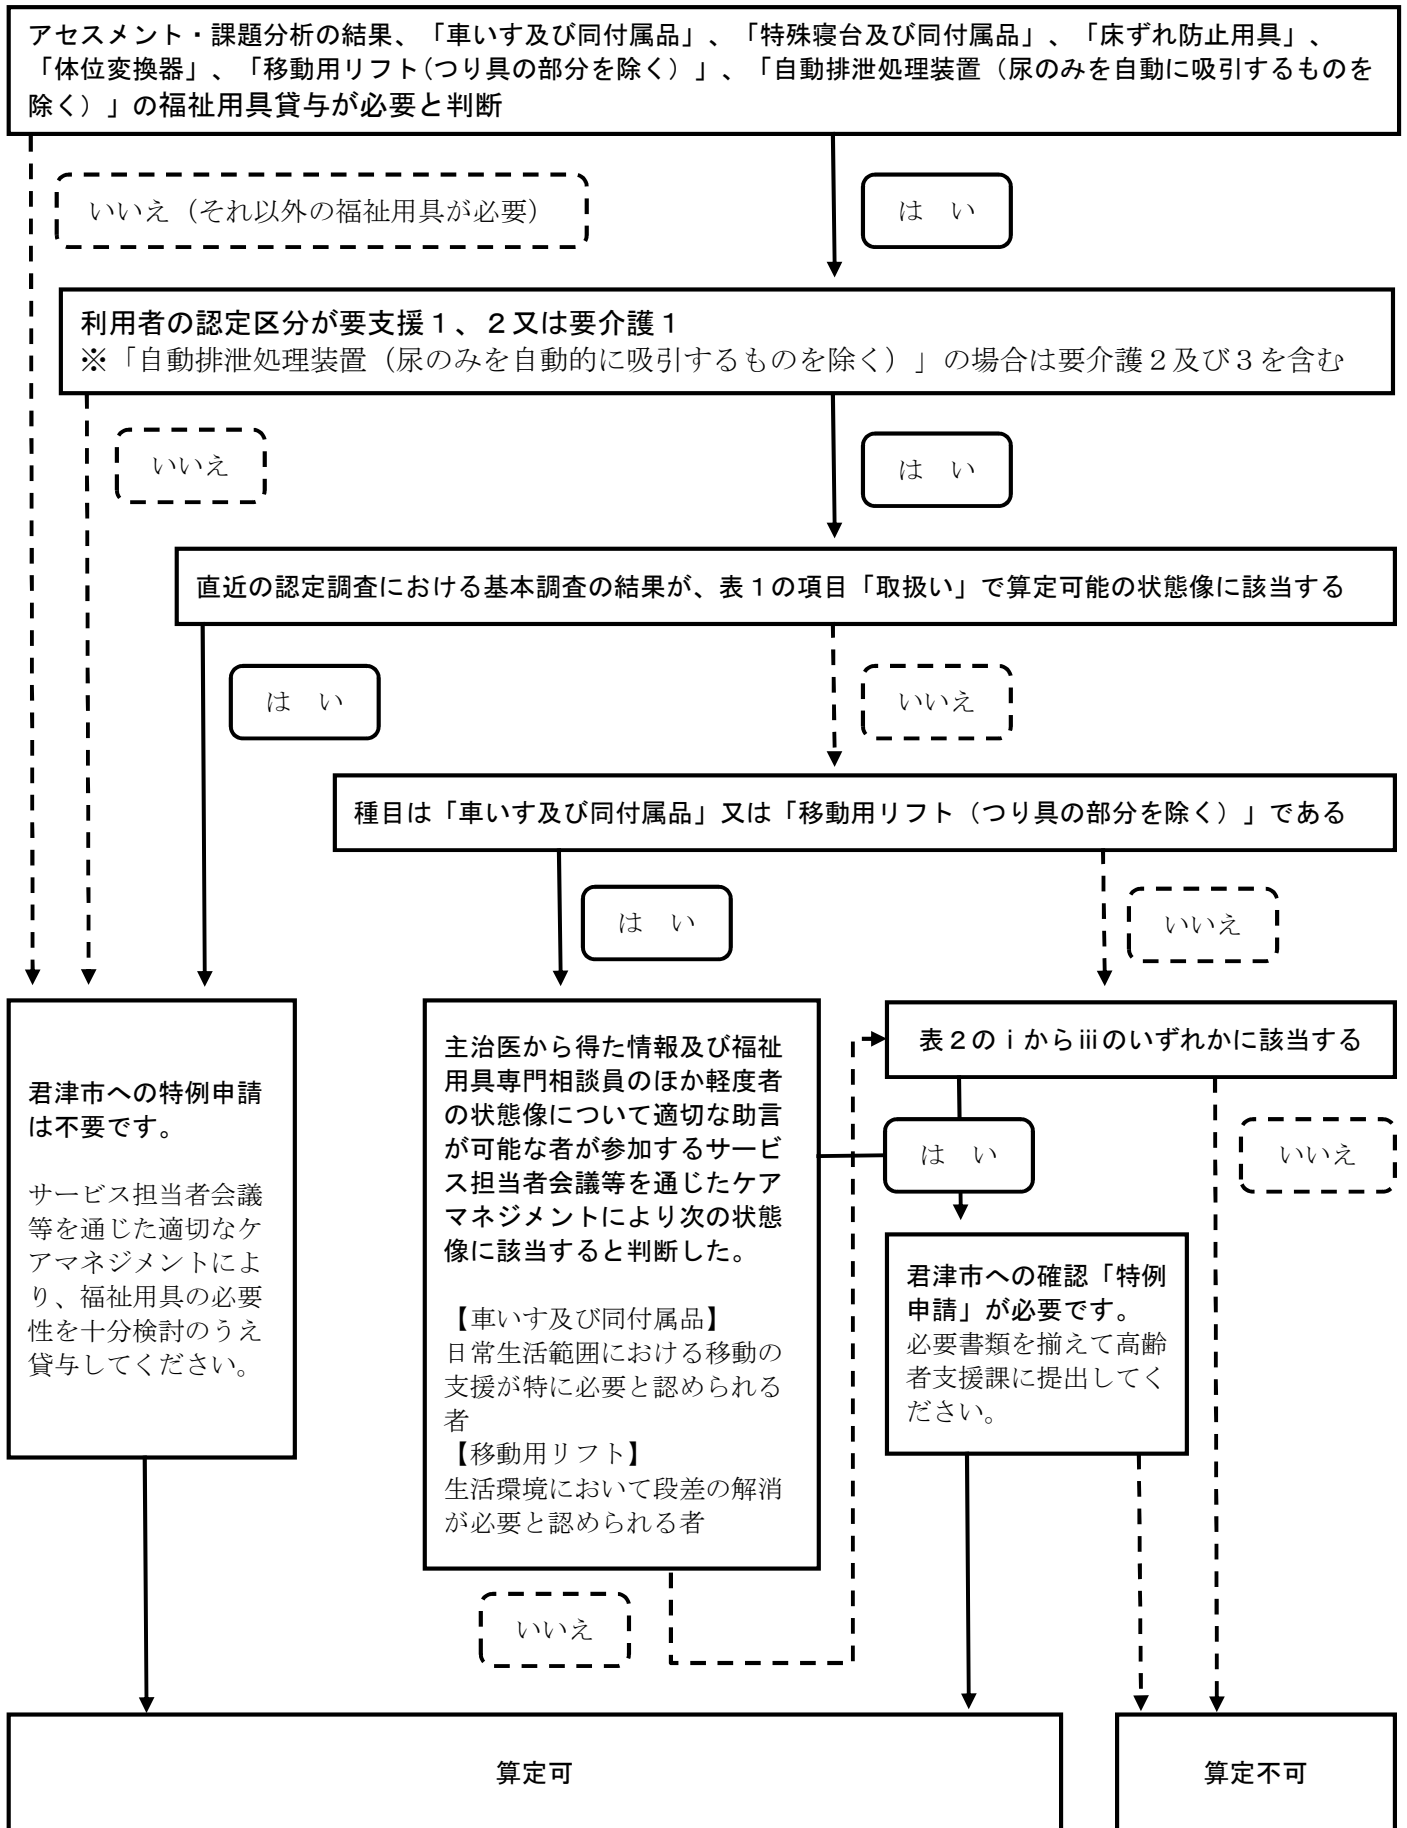 アセスメント・課題分析の結果、「車いす及び同付属品」、「特殊寝台及び同付属品」、「床ずれ防止用具」、
「体位変換器」、「移動用リフト(つり具の部分を除く）」、「自動排泄処理装置（尿のみを自動に吸引するものを
除く）」の福祉用具貸与が必要と判断
いいえ（それ以外の福祉用具が必要）
は　い
利用者の認定区分が要支援１、２又は要介護１
※「自動排泄処理装置（尿のみを自動的に吸引するものを除く）」の場合は要介護２及び３を含む
いいえ
は　い
直近の認定調査における基本調査の結果が、表１の項目「取扱い」で算定可能の状態像に該当する
は　い
いいえ
種目は「車いす及び同付属品」又は「移動用リフト（つり具の部分を除く）」である
は　い
いいえ
君津市への特例申請
は不要です。
サービス担当者会議
等を通じた適切なケ
アマネジメントによ
り、福祉用具の必要
性を十分検討のうえ
貸与してください。
主治医から得た情報及び福祉
用具専門相談員のほか軽度者
の状態像について適切な助言
が可能な者が参加するサービ
ス担当者会議等を通じたケア
マネジメントにより次の状態
像に該当すると判断した。
【車いす及び同付属品】
日常生活範囲における移動の
支援が特に必要と認められる
者
【移動用リフト】
生活環境において段差の解消
が必要と認められる者
表２のⅰからⅲのいずれかに該当する
は　い
いいえ
君津市への確認「特例
申請」が必要です。
必要書類を揃えて高齢
者支援課に提出してく
ださい。
いいえ
算定可
算定不可